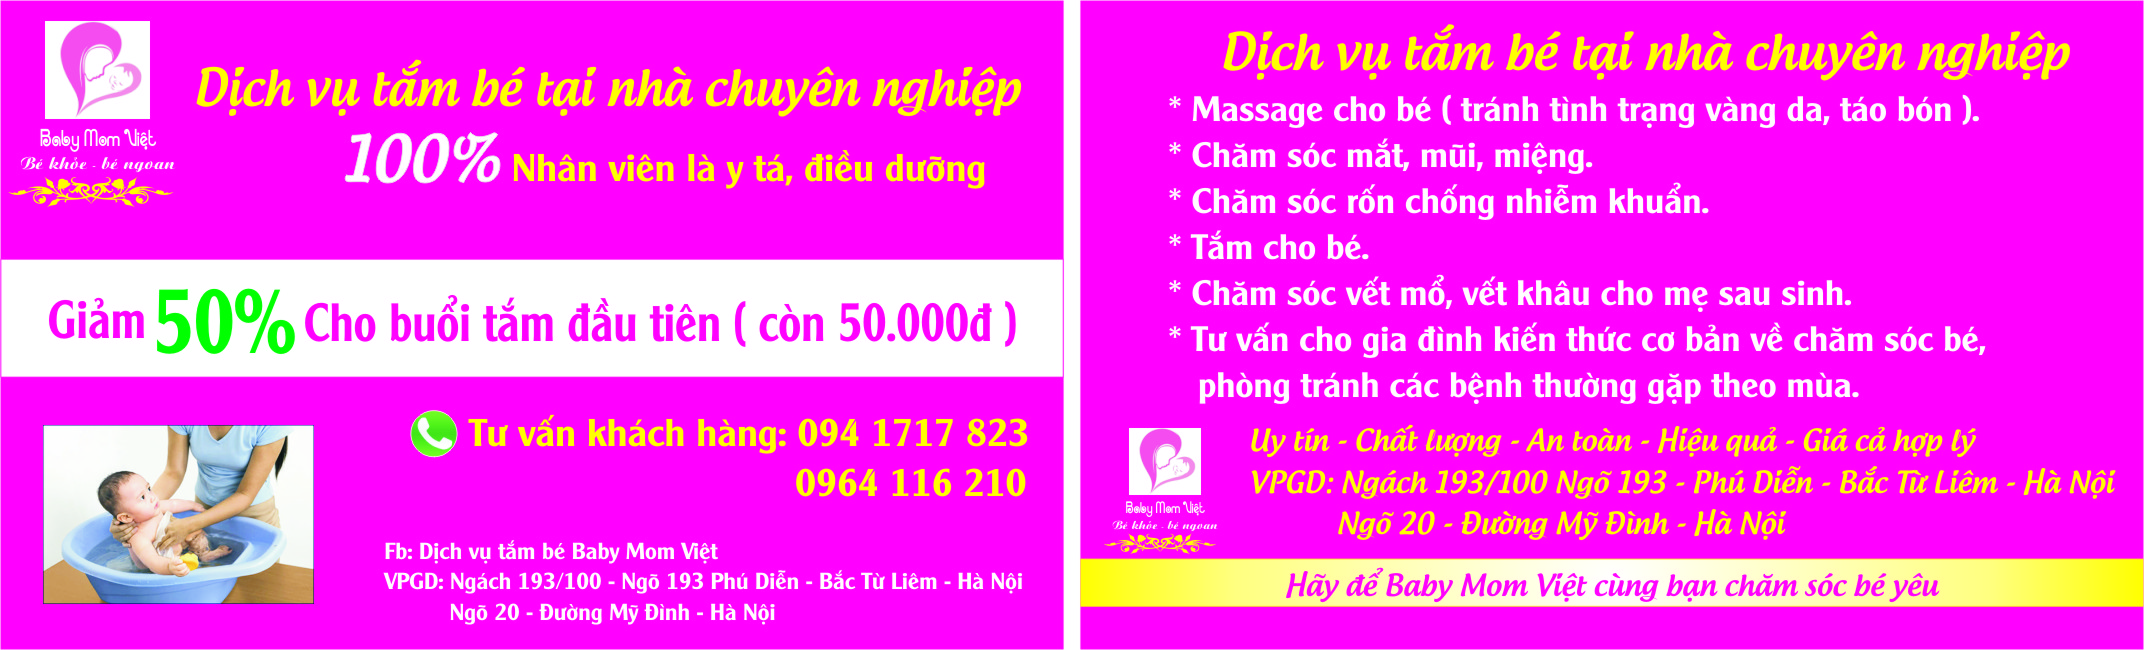 Baby Mom Việt
Bé khỏe - bé ngoan
Dịch vụ tắm bé tại nhà chuyên nghiệp
100% Nhân viên là y tá, điều dưỡng
Giảm 50% Cho buổi tắm đầu tiên ( còn 50.000đ )
Tư vấn khách hàng: 094 1717 823
0964 116 210
Fb: Dịch vụ tắm bé Baby Mom Việt
VPGD: Ngách 193/100 - Ngõ 193 Phú Diễn - Bắc Từ Liêm - Hà Nội
Ngõ 20 - Đường Mỹ Đình - Hà Nội
Dịch vụ tắm bé tại nhà chuyên nghiệp
* Massage cho bé ( tránh tình trạng vàng da, táo bón ).
* Chăm sóc mắt, mũi, miệng.
* Chăm sóc rốn chống nhiễm khuẩn.
* Tắm cho bé.
* Chăm sóc vết mổ, vết khâu cho mẹ sau sinh.
* Tư vấn cho gia đình kiến thức cơ bản về chăm sóc bé,
phòng tránh các bệnh thường gặp theo mùa.
Baby Mom Việt
Bé khỏe - bé ngoan
Uy tín - Chất lượng - An toàn - Hiệu quả - Giá cả hợp lý
VPGD: Ngách 193/100 Ngõ 193 - Phú Diễn - Bắc Từ Liêm - Hà Nội
Ngõ 20 - Đường Mỹ Đình - Hà Nội
Hãy để Baby Mom Việt cùng bạn chăm sóc bé yêu